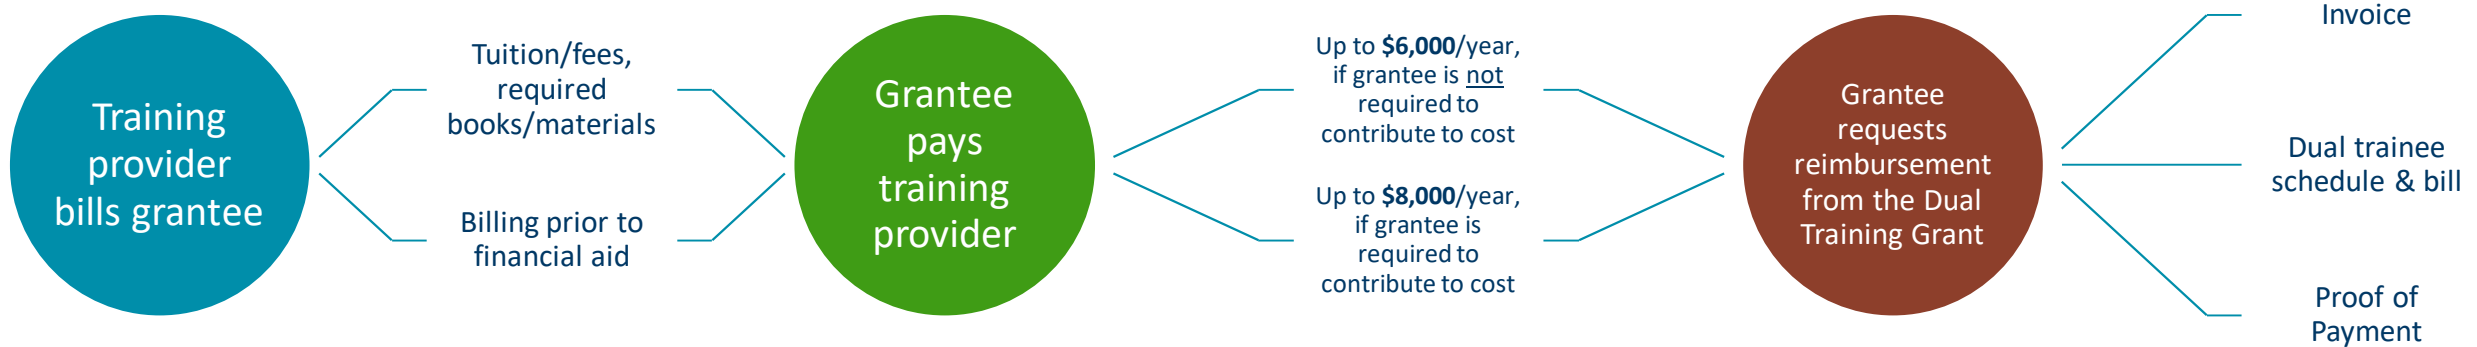 Training
provider
bills grantee
Tuition/fees,
required
books/materials
Billing prior to
financial aid
Grantee
pays
training
provider
Up to $6,000/year,
if grantee is not
required to
contribute to cost
Up to $8,000/year,
if grantee is
required to
contribute to cost
Grantee
requests
reimbursement
from the Dual
Training Grant
Invoice
Dual trainee
schedule & bill
Proof of
Payment